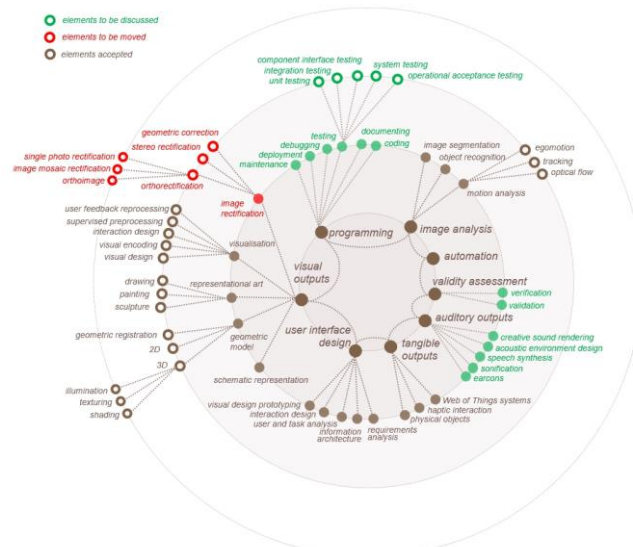 elements to be discussed
elements to be moved
elements accepted
component interface testing
system testing
integration testing
operational acceptance testing
unit testing
geometric correction
stereo rectification
single photo rectification
image mosaic rectification
orthoimage
orthorectification
image
rectification
testing
documenting
debugging
coding
deployment
maintenance
image segmentation
object recognition
egomotion
tracking
optical flow
motion analysis
user feedback reprocessing
supervised preprocessing
interaction design
visual encoding
visual design
visualisation
programming
image analysis
automation
validity assessment
verification
validation
visual
outputs
drawing
painting
sculpture
representational art
auditory outputs
creative sound rendering
acoustic environment design
speech synthesis
sonification
earcons
user interface
design
tangible
outputs
geometric registration
2D
3D
geometric
model
illumination
texturing
shading
schematic representation
visual design prototyping
interaction design
user and task analysis
information
architecture
requirements
analysis
Web of Things systems
haptic interaction
physical objects